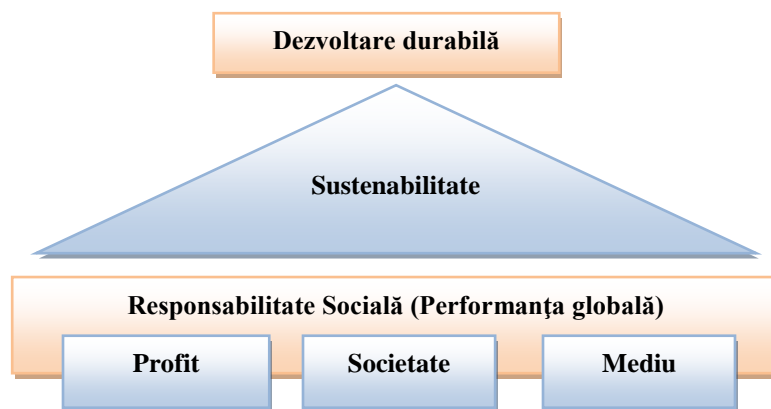 Dezvoltare durabilă
Sustenabilitate
Responsabilitate Socială (Performanţa globală)
Profit
Societate
Mediu